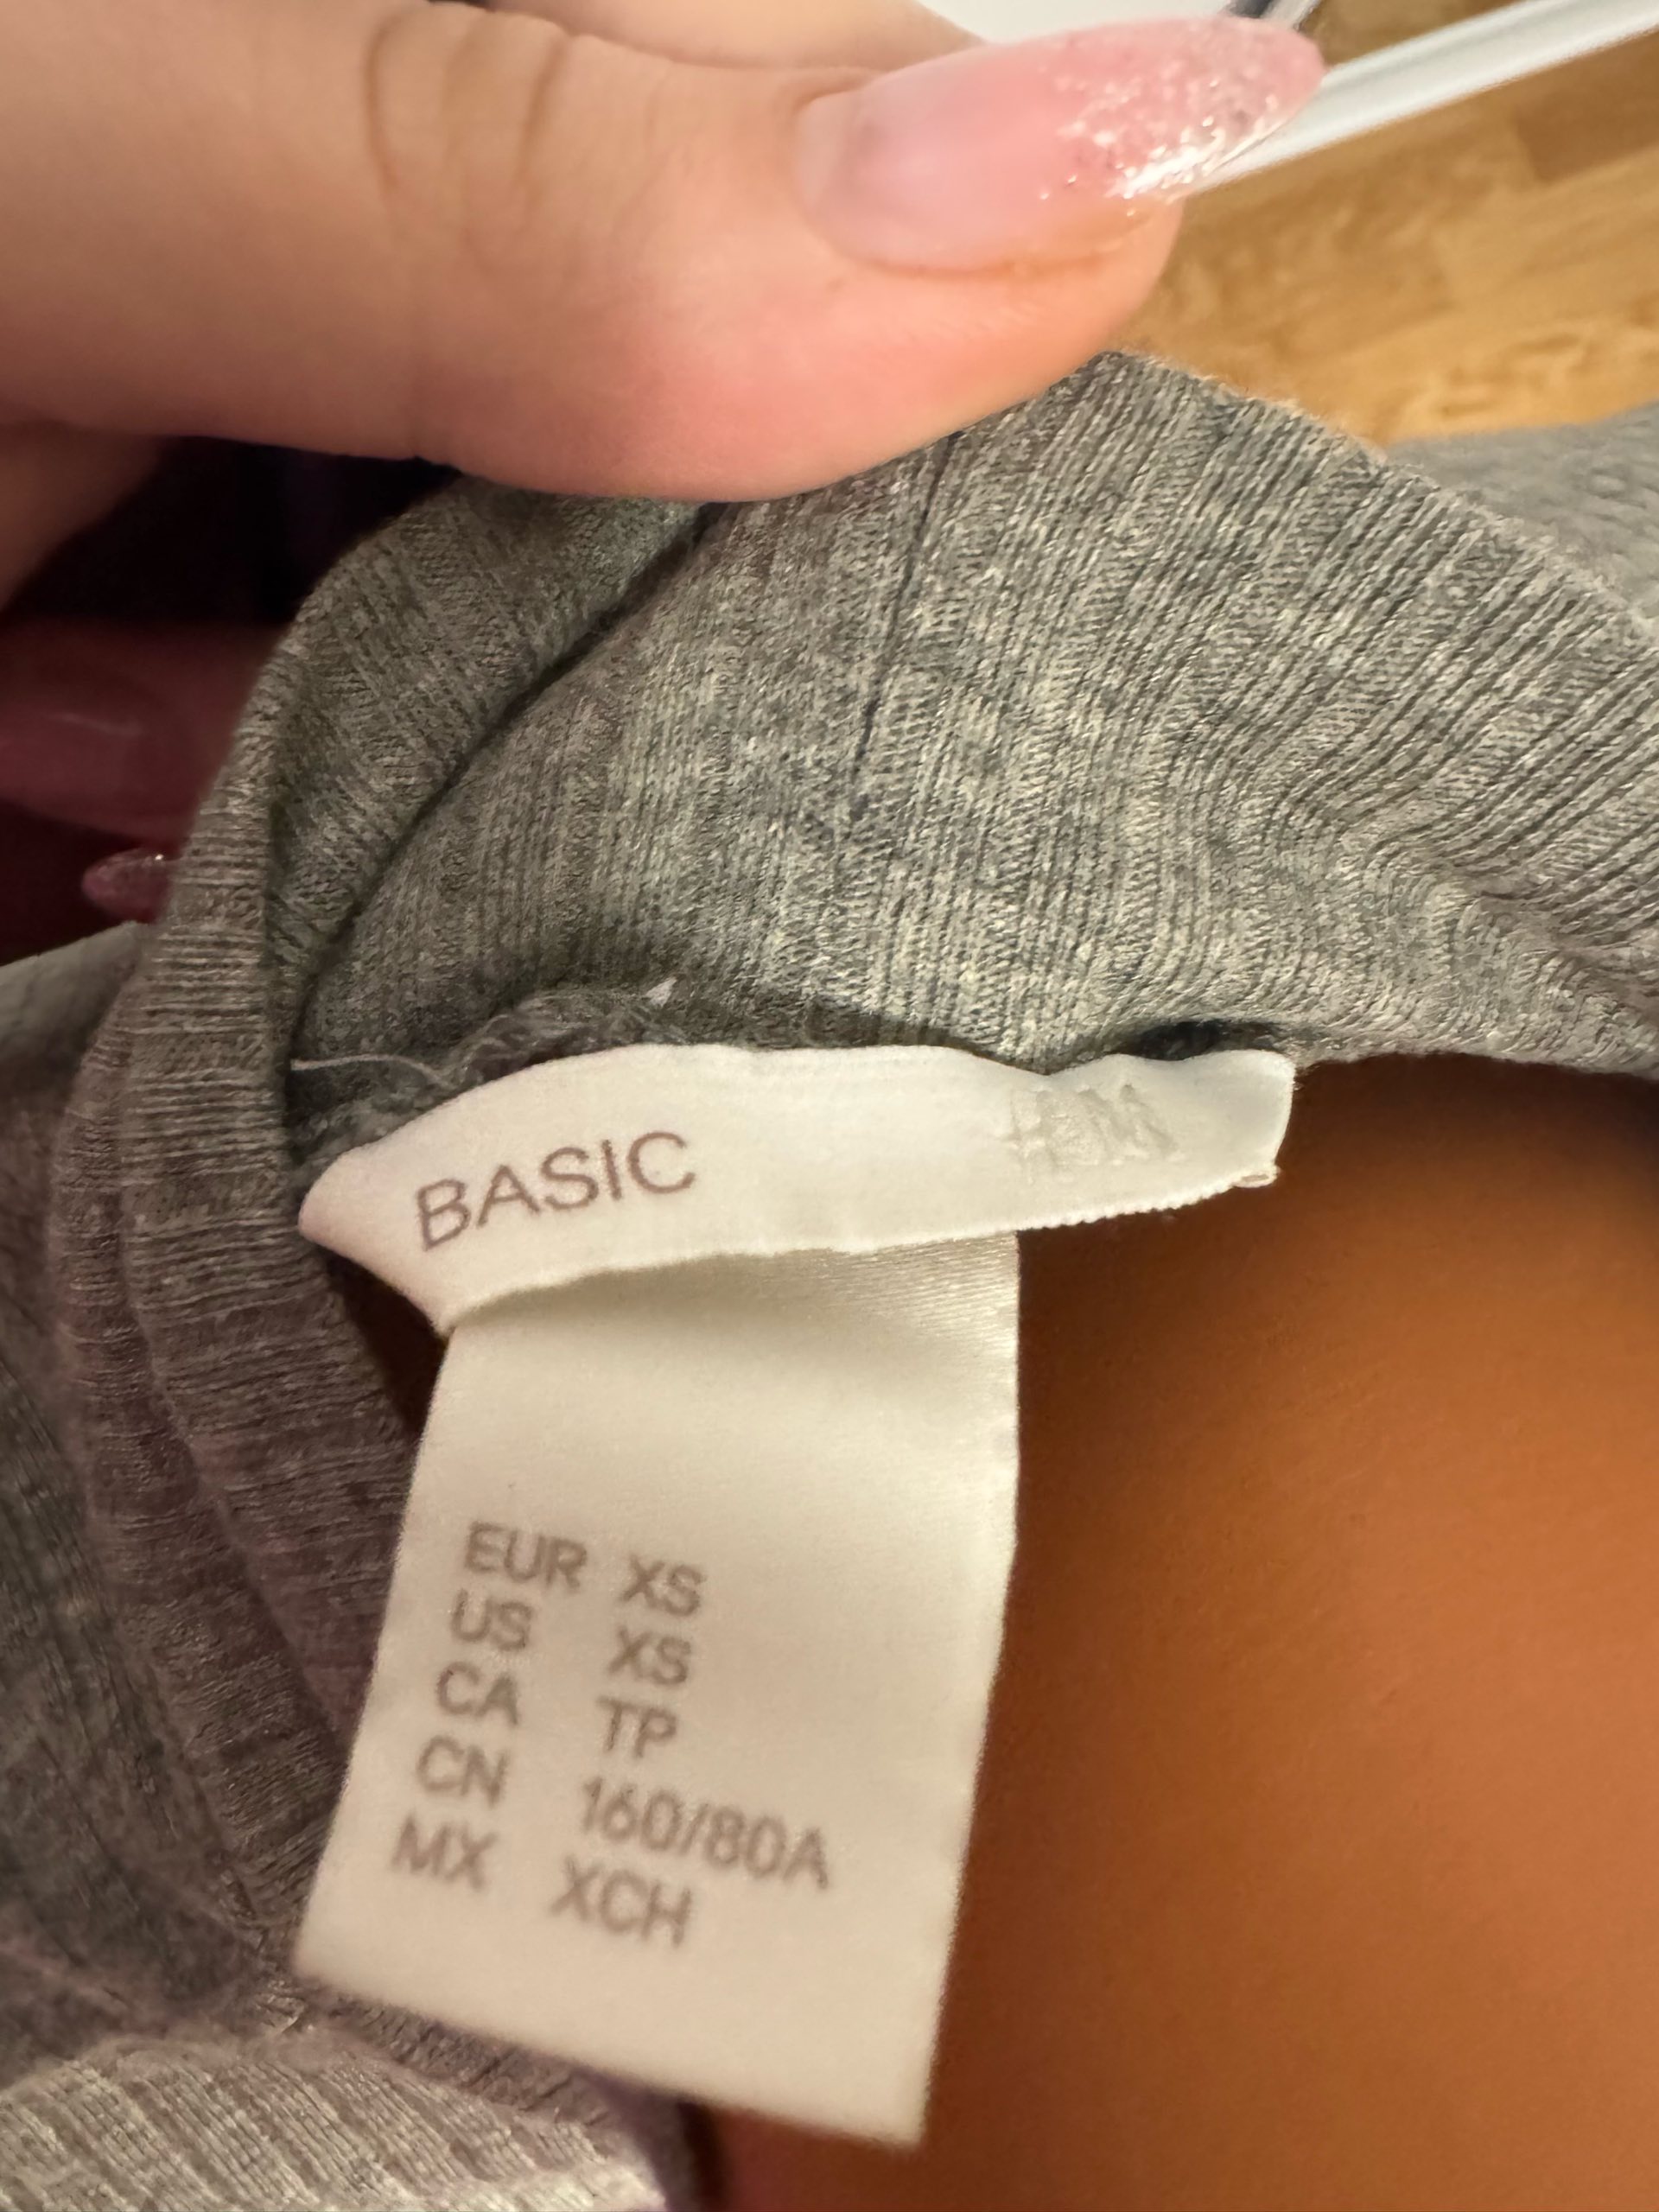 BASIC H&M
EUR XS
US XS
CA TP
CN 160/80A
MX XCH